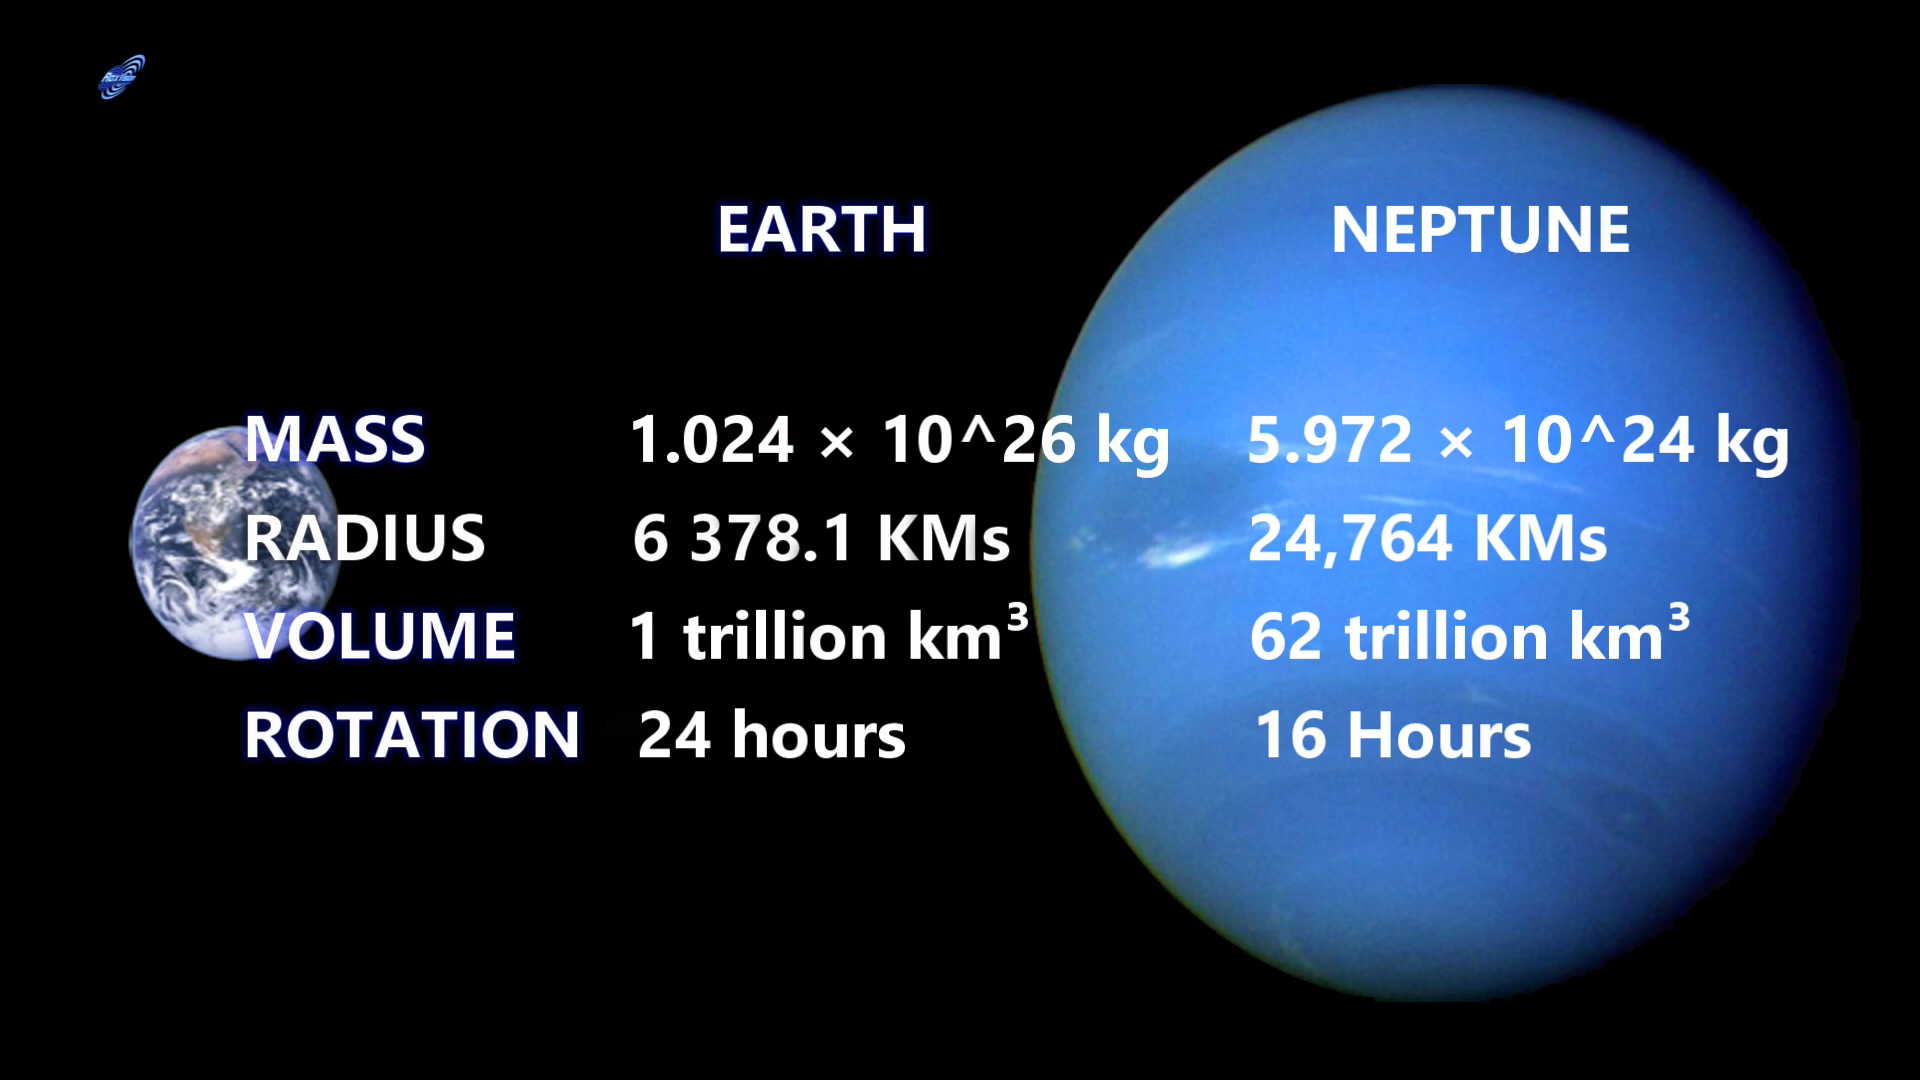 EARTH NEPTUNE
MASS 1.024 × 10^26 kg 5.972 × 10^24 kg
RADIUS 6 378.1 KMs 24,764 KMs
VOLUME 1 trillion km³ 62 trillion km³
ROTATION 24 hours 16 Hours